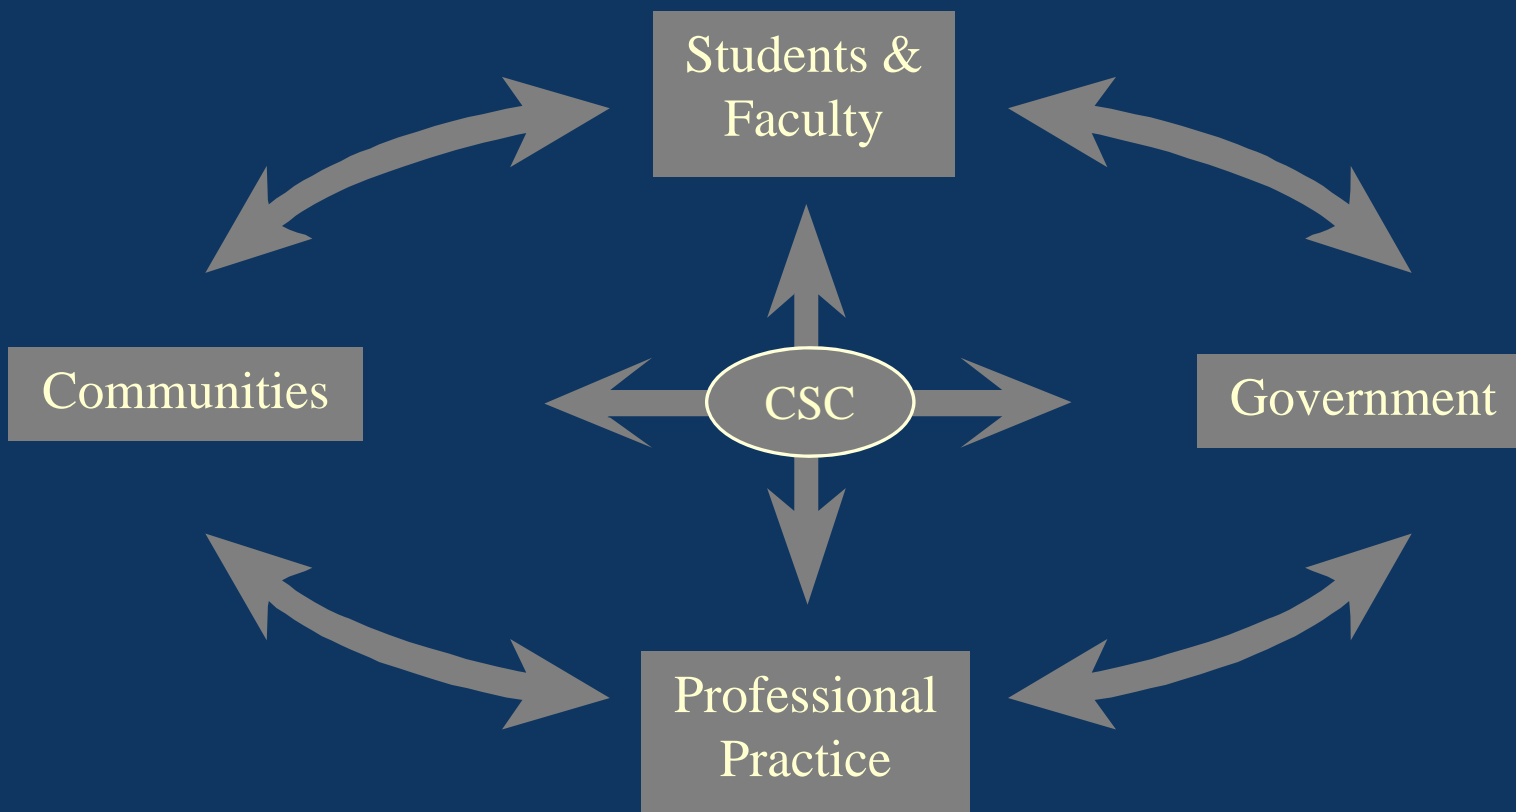 Students &
Faculty
Communities
CSC
Government
Professional
Practice